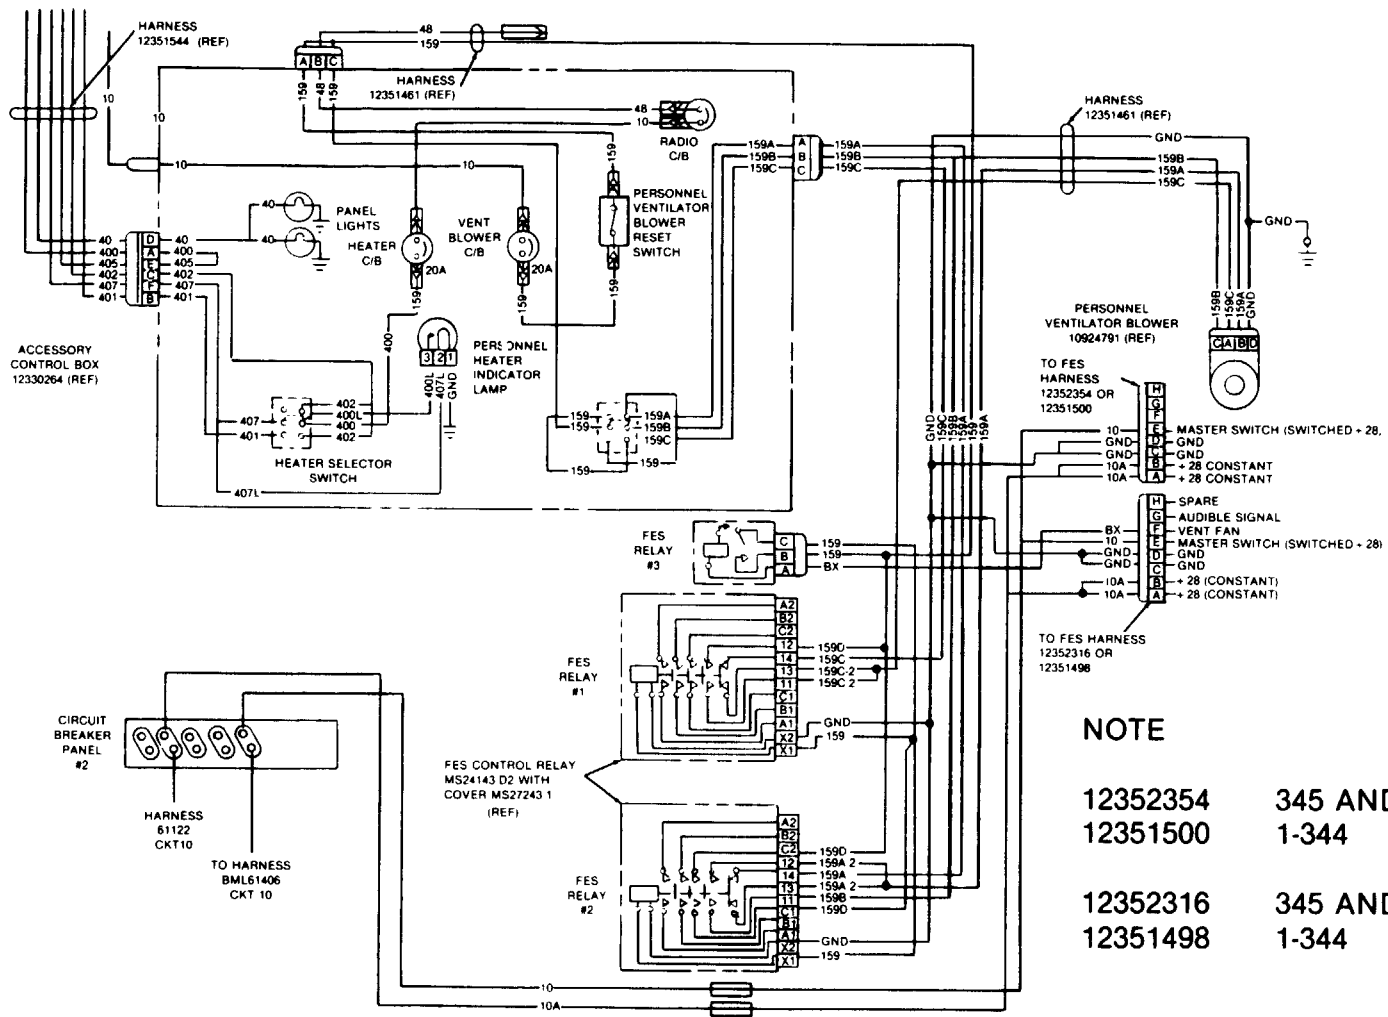 HARNESS
12351544 (REF)
48
159
A B C
HARNESS
12351461 (REF)
10
10
159
48
159
48
10
RADIO
C/B
159A
159B
159C
A
B
C
159A
159B
159C
HARNESS
12351461 (REF)
GND
159B
159A
159C
GND
10
10
159
40
40
PANEL
LIGHTS
HEATER
C/B
20A
159
VENT
BLOWER
C/B
20A
159
PERSONNEL
VENTILATOR
BLOWER
RESET
SWITCH
159
40
400
405
402
407
401
D
A
E
C
F
B
40
400
405
402
407
401
ACCESSORY
CONTROL BOX
12330264 (REF)
400
3 2 1
400L
407L
GND
PERSONNEL
HEATER
INDICATOR
LAMP
407
401
402
400L
400
402
HEATER SELECTOR
SWITCH
407L
159
159
159A
159B
159C
159
159
GND
159C
159B
159A
159
159A
159B
159C
159A
GND
PERSONNEL
VENTILATOR BLOWER
10924791 (REF)
C A B D
TO FES
HARNESS
12352354 OR
12351500
H
G
F
10 E MASTER SWITCH (SWITCHED + 28,
GND D GND
GND C GND
10A B + 28 CONSTANT
10A A + 28 CONSTANT
H SPARE
G AUDIBLE SIGNAL
BX F VENT FAN
10 E MASTER SWITCH (SWITCHED + 28)
GND D GND
GND C GND
10A B + 28 (CONSTANT)
10A A + 28 (CONSTANT)
TO FES HARNESS
12352316 OR
12351498
FES
RELAY
#3
C 159
B 159
A BX
FES
RELAY
#1
A2
B2
C2
12 159D
14 159C
13 159C-2
11 159C 2
C1
B1
A1 GND
X2 159
X1
FES CONTROL RELAY
MS24143 D2 WITH
COVER MS27243 1
(REF)
FES
RELAY
#2
A2
B2
C2 159D
12 159A 2
14 159A
13 159A 2
11 159B
C1 159D
B1
A1 GND
X2 159
X1
CIRCUIT
BREAKER
PANEL
#2
HARNESS
61122
CKT10
TO HARNESS
BML61406
CKT 10
10
10A
NOTE
12352354 345 AND
12351500 1-344
12352316 345 AND
12351498 1-344